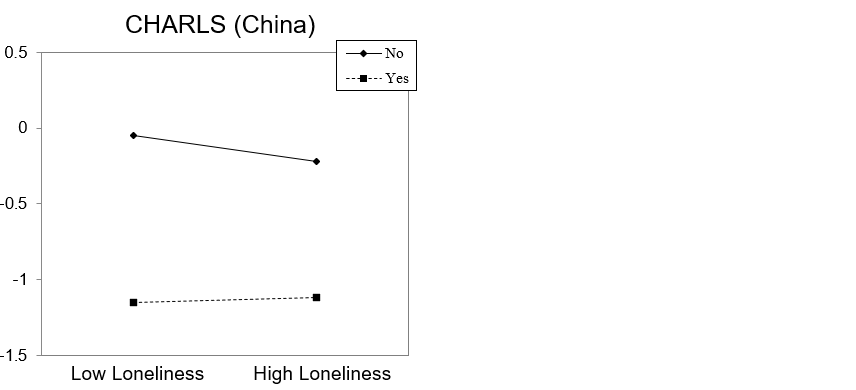 CHARLS (China)
No
Yes
0.5
0
-0.5
-1
-1.5
Low Loneliness High Loneliness